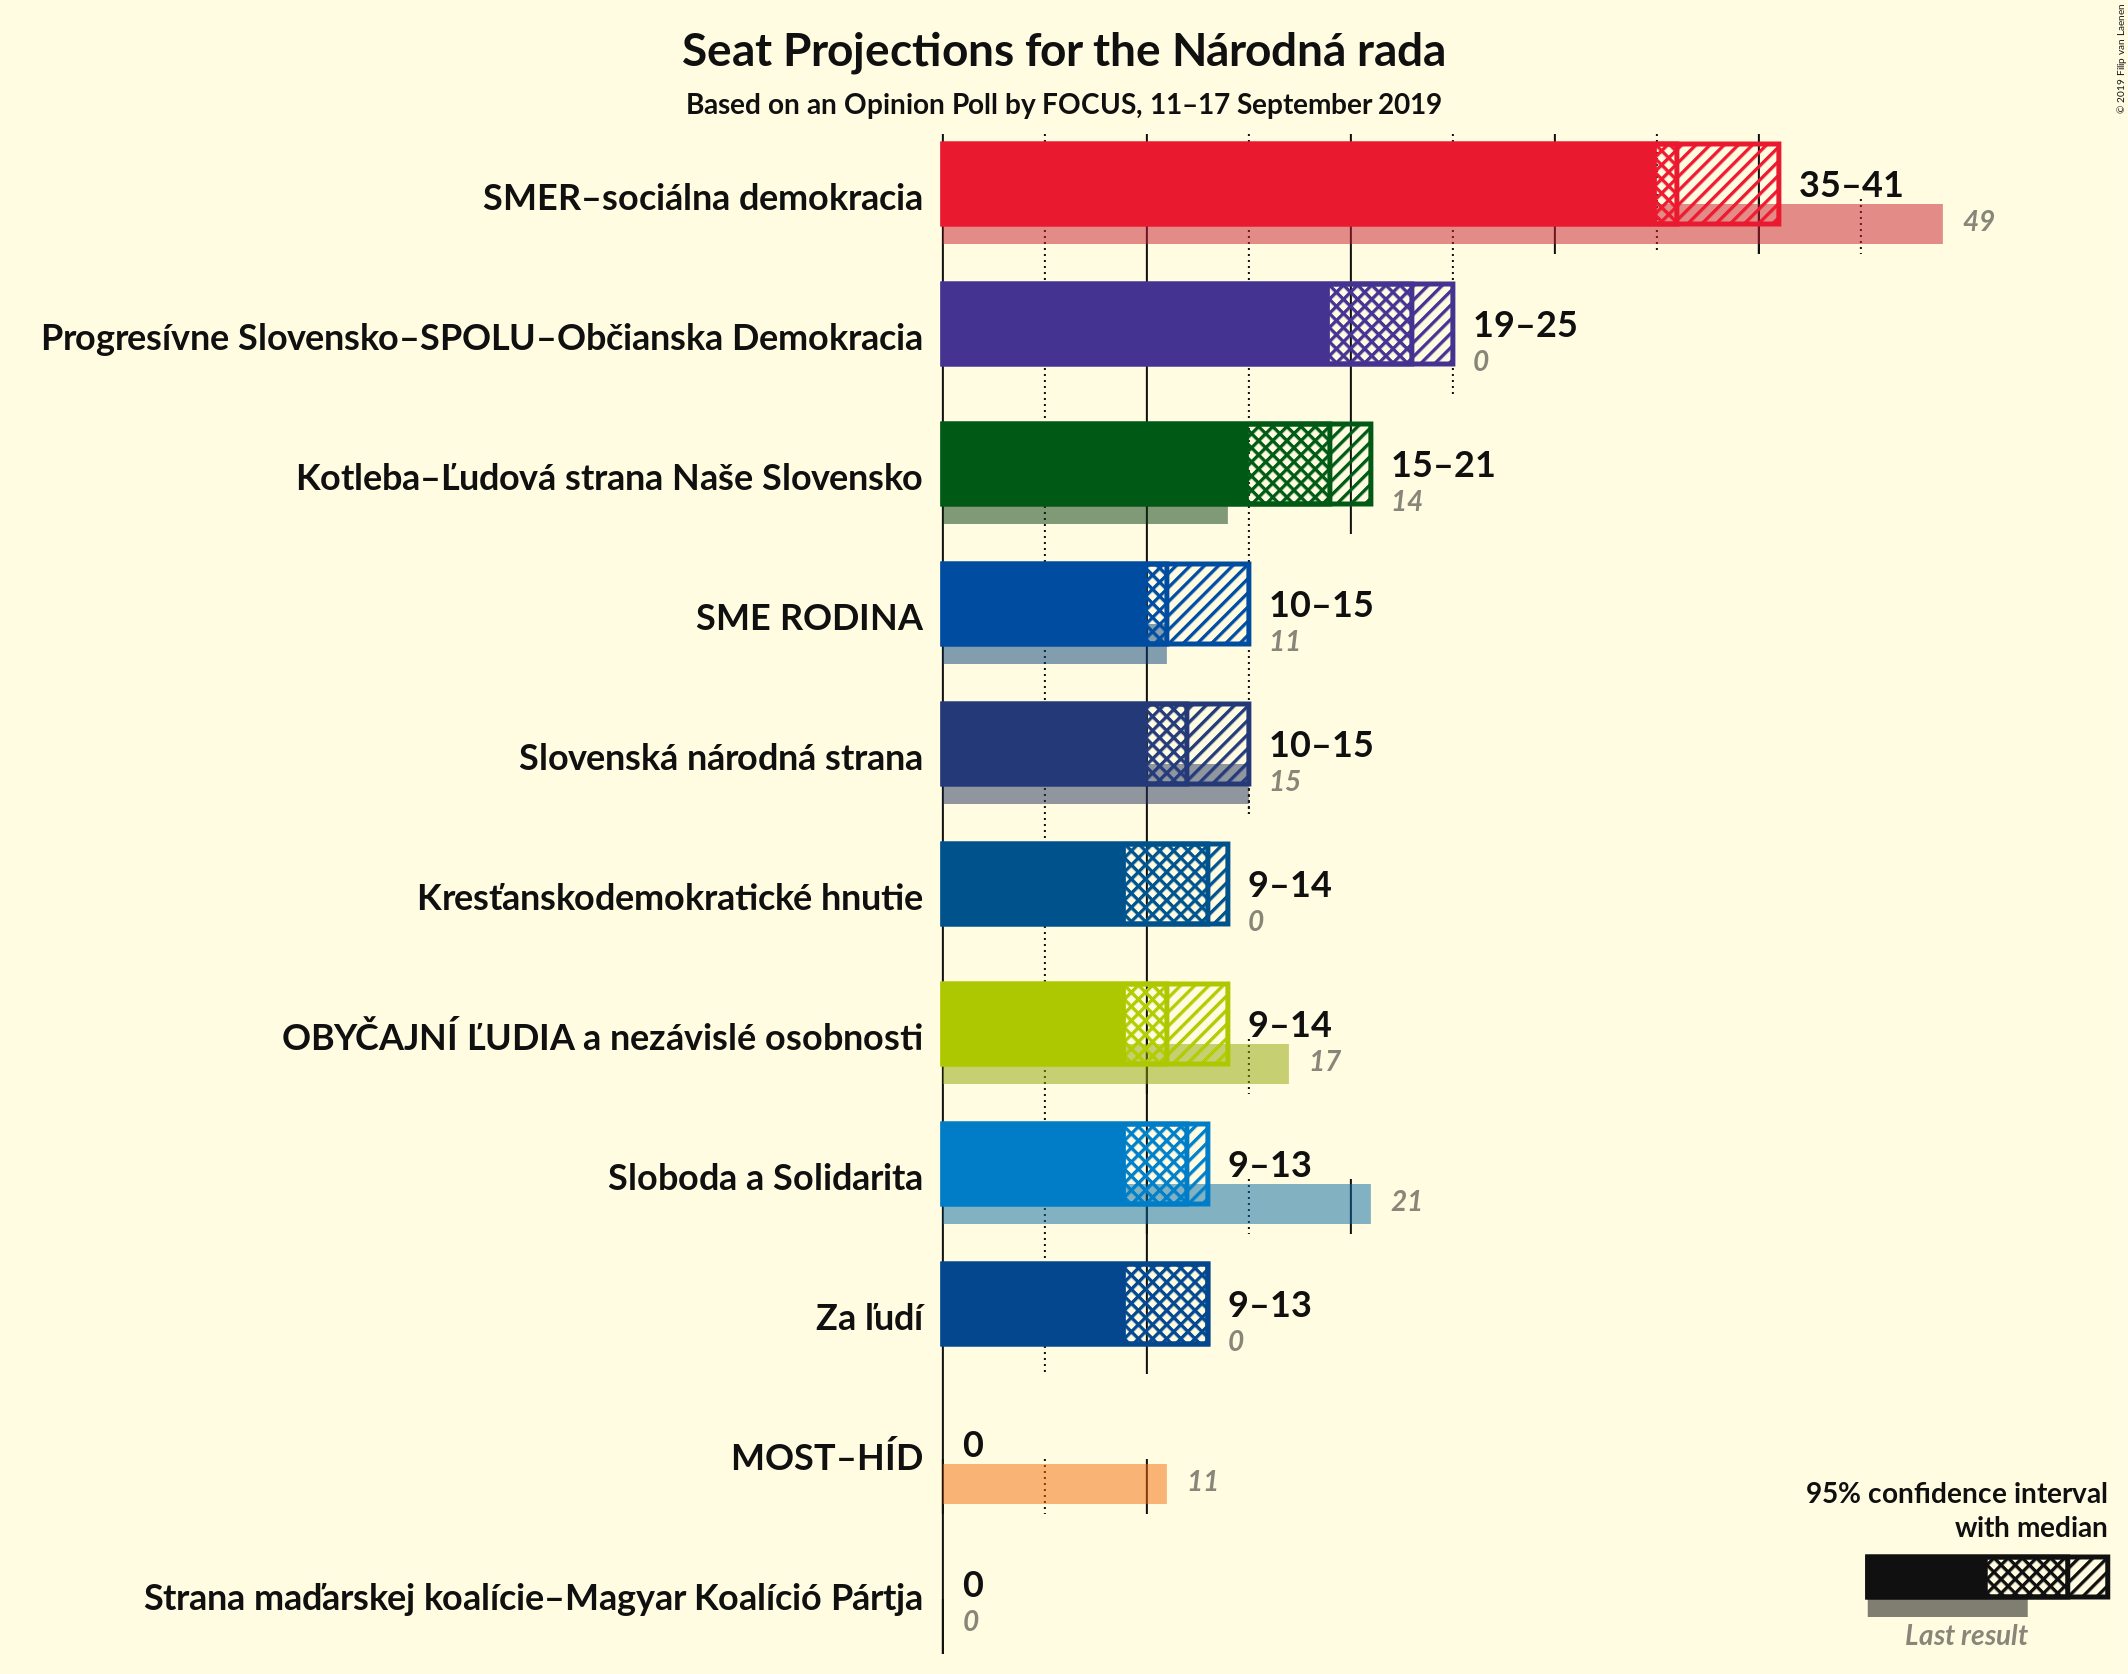 Seat Projections for the Národná rada
Based on an Opinion Poll by FOCUS, 11–17 September 2019
© 2019 Filip van Laenen
SMER–sociálna demokracia
35–41
49
Progresívne Slovensko–SPOLU–Občianska Demokracia
19–25
0
Kotleba–Ľudová strana Naše Slovensko
15–21
14
SME RODINA
10–15
11
Slovenská národná strana
10–15
15
Kresťanskodemokratické hnutie
9–14
0
OBYČAJNÍ ĽUDIA a nezávislé osobnosti
9–14
17
Sloboda a Solidarita
9–13
21
Za ľudí
9–13
0
MOST–HÍD
0
11
Strana maďarskej koalície–Magyar Koalíció Pártja
0
0
95% confidence interval
with median
Last result